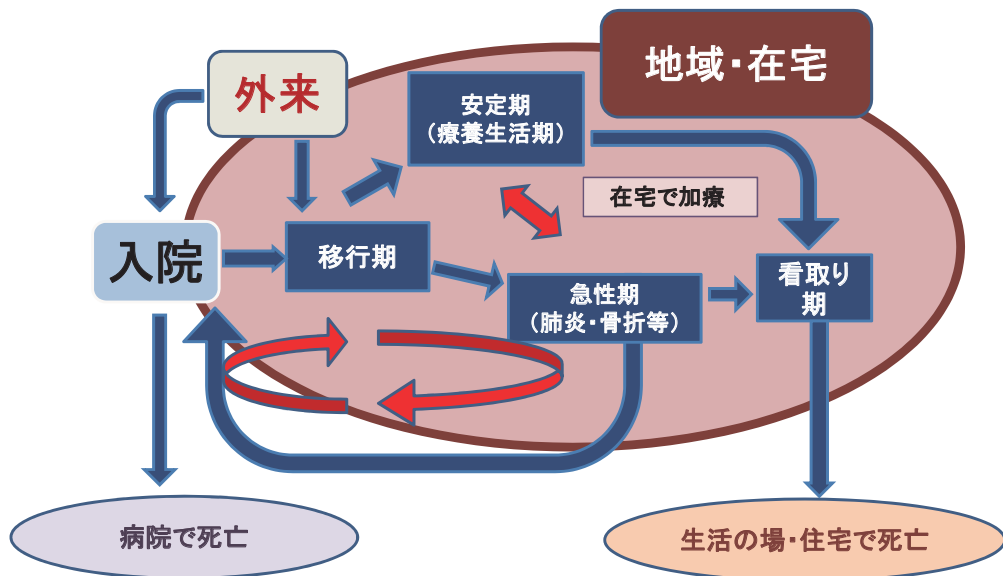 地域・在宅
外来
安定期
(療養生活期)
在宅で加療
入院
移行期
看取り
期
急性期
(肺炎・骨折等)
病院で死亡
生活の場・住宅で死亡